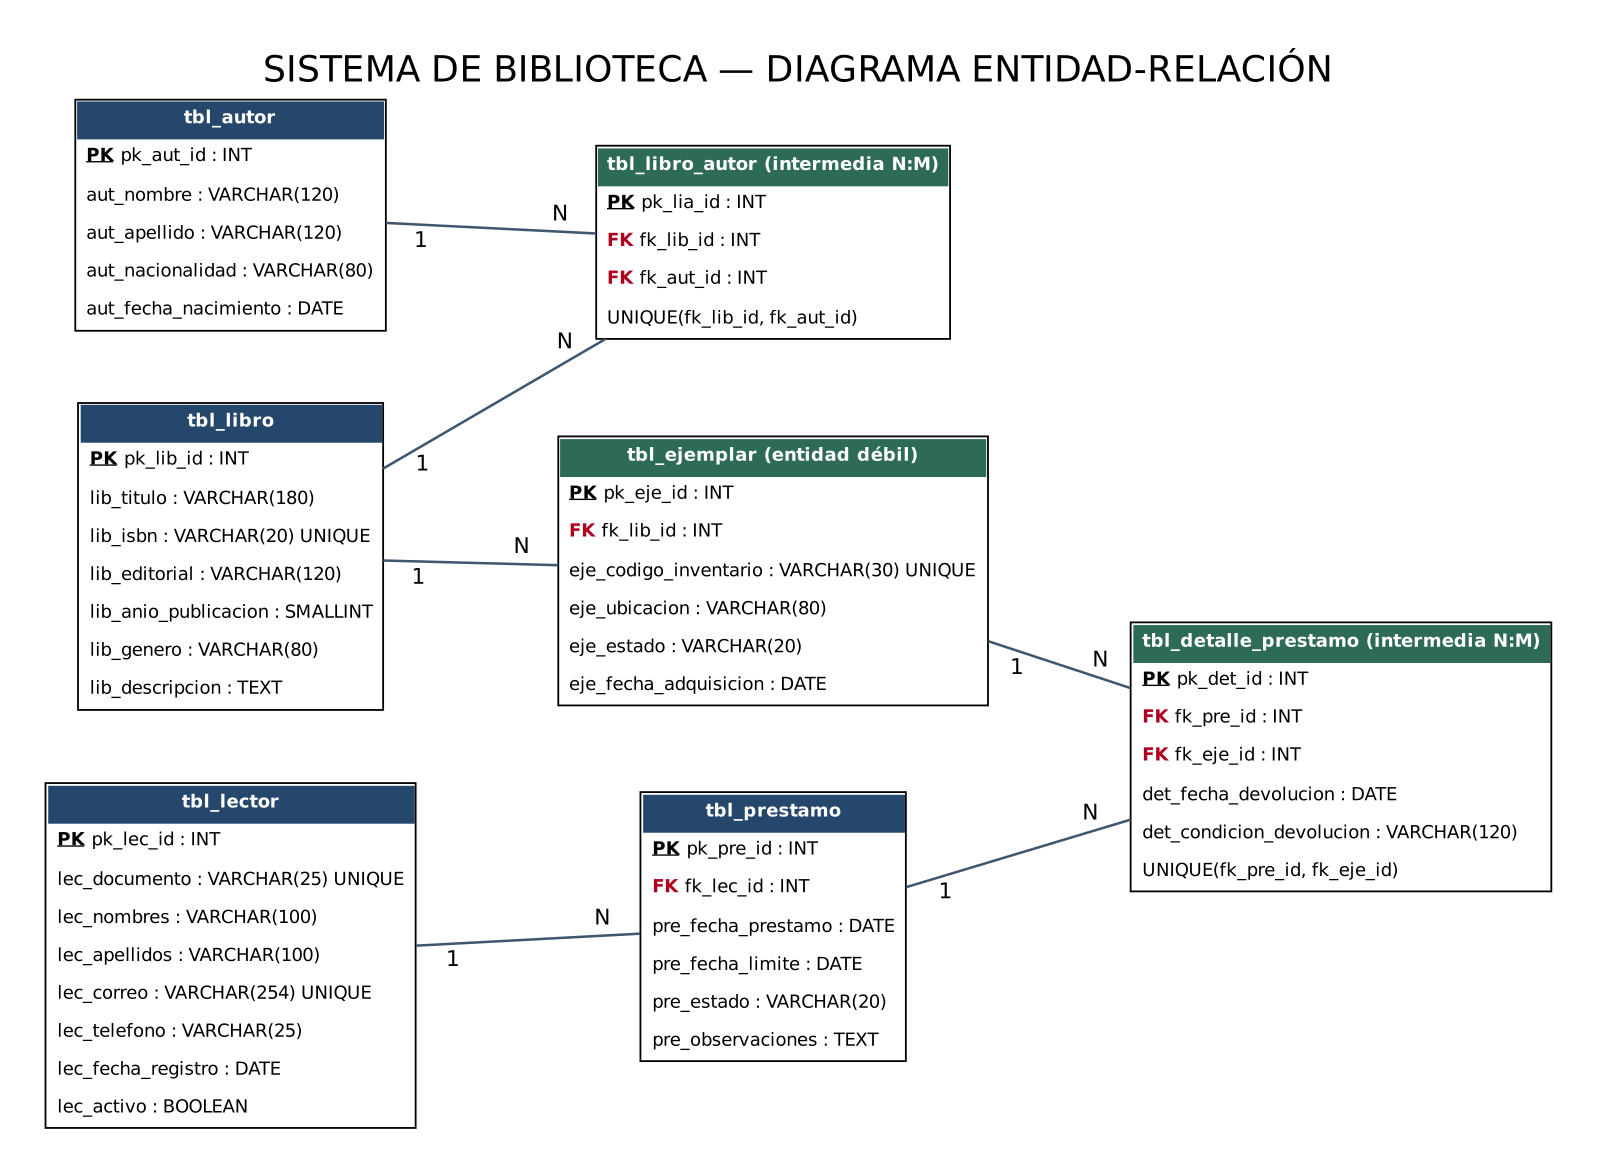 SISTEMA DE BIBLIOTECA — DIAGRAMA ENTIDAD-RELACIÓN
tbl_autor
PK pk_aut_id : INT
aut_nombre : VARCHAR(120)
aut_apellido : VARCHAR(120)
aut_nacionalidad : VARCHAR(80)
aut_fecha_nacimiento : DATE
1
N
tbl_libro_autor (intermedia N:M)
PK pk_lia_id : INT
FK fk_lib_id : INT
FK fk_aut_id : INT
UNIQUE(fk_lib_id, fk_aut_id)
N
1
tbl_libro
PK pk_lib_id : INT
lib_titulo : VARCHAR(180)
lib_isbn : VARCHAR(20) UNIQUE
lib_editorial : VARCHAR(120)
lib_anio_publicacion : SMALLINT
lib_genero : VARCHAR(80)
lib_descripcion : TEXT
1
N
tbl_ejemplar (entidad débil)
PK pk_eje_id : INT
FK fk_lib_id : INT
eje_codigo_inventario : VARCHAR(30) UNIQUE
eje_ubicacion : VARCHAR(80)
eje_estado : VARCHAR(20)
eje_fecha_adquisicion : DATE
1
N
tbl_detalle_prestamo (intermedia N:M)
PK pk_det_id : INT
FK fk_pre_id : INT
FK fk_eje_id : INT
det_fecha_devolucion : DATE
det_condicion_devolucion : VARCHAR(120)
UNIQUE(fk_pre_id, fk_eje_id)
N
1
tbl_lector
PK pk_lec_id : INT
lec_documento : VARCHAR(25) UNIQUE
lec_nombres : VARCHAR(100)
lec_apellidos : VARCHAR(100)
lec_correo : VARCHAR(254) UNIQUE
lec_telefono : VARCHAR(25)
lec_fecha_registro : DATE
lec_activo : BOOLEAN
1
N
tbl_prestamo
PK pk_pre_id : INT
FK fk_lec_id : INT
pre_fecha_prestamo : DATE
pre_fecha_limite : DATE
pre_estado : VARCHAR(20)
pre_observaciones : TEXT